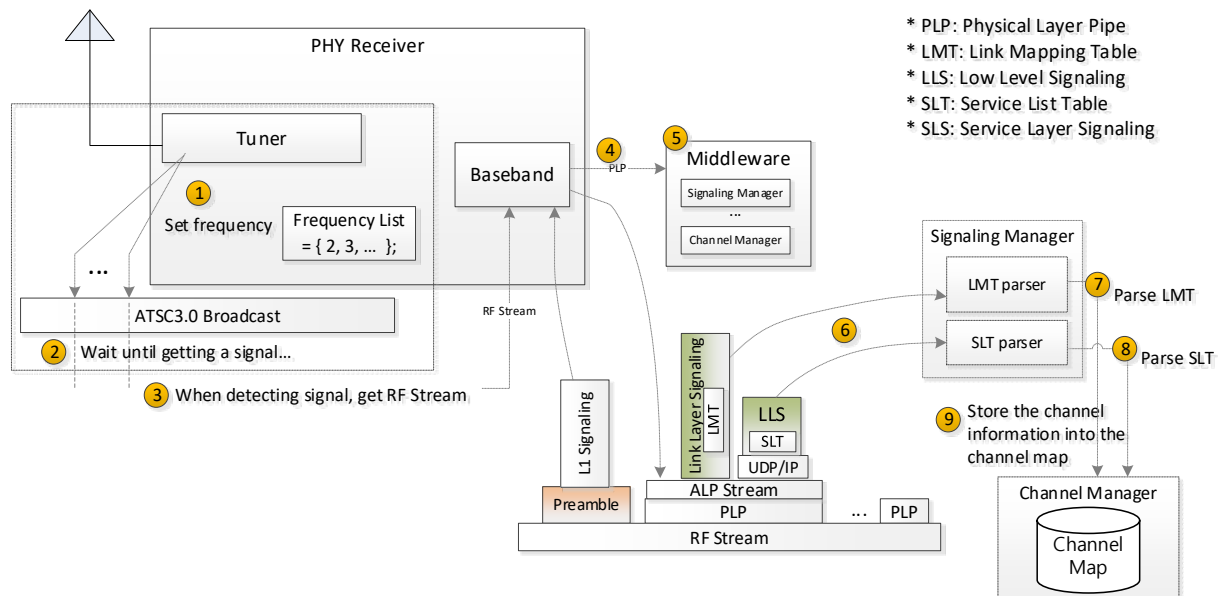 PHY Receiver
* PLP: Physical Layer Pipe
* LMT: Link Mapping Table
* LLS: Low Level Signaling
* SLT: Service List Table
* SLS: Service Layer Signaling
Tuner
1
Set frequency
Frequency List
= { 2, 3, … };
...
ATSC3.0 Broadcast
2 Wait until getting a signal…
3 When detecting signal, get RF Stream
Baseband
RF Stream
4
PLP
5
Middleware
Signaling Manager
...
Channel Manager
Signaling Manager
LMT parser
SLT parser
6
7 Parse LMT
8 Parse SLT
9 Store the channel
information into the
channel map
L1 Signaling
Preamble
Link Layer Signaling
LMT
LLS
SLT
UDP/IP
ALP Stream
PLP
...
PLP
RF Stream
Channel Manager
Channel
Map